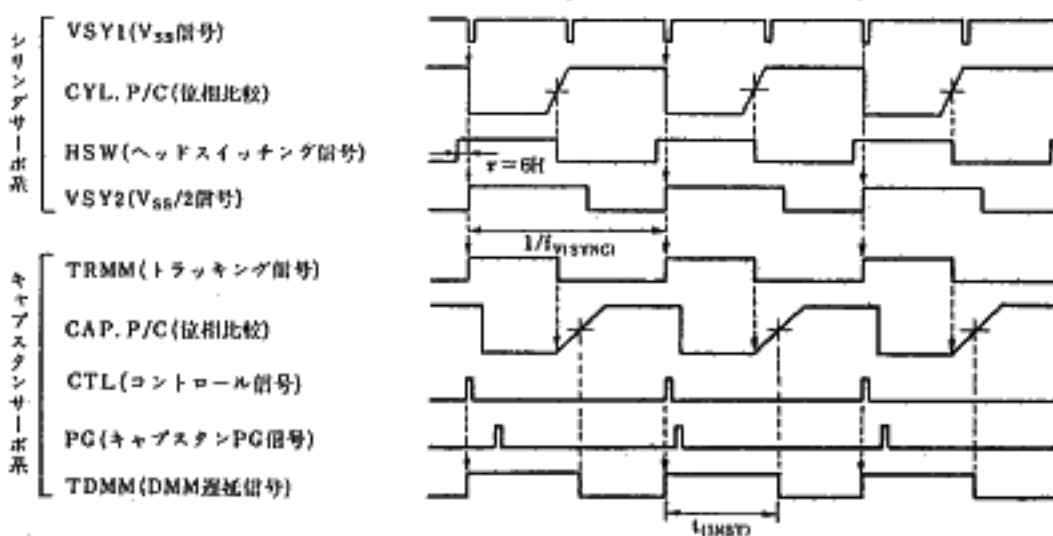 シリンダサーボ系
VSY1(VSS信号)
CYL. P/C(位相比較)
HSW(ヘッドスイッチング信号)
τ=6H
VSY2(VSS/2信号)
1/fV(SYNC)
キャプスタンサーボ系
TRMM(トラッキング信号)
CAP. P/C(位相比較)
CTL(コントロール信号)
PG(キャプスタンPG信号)
TDMM(DMM遅延信号)